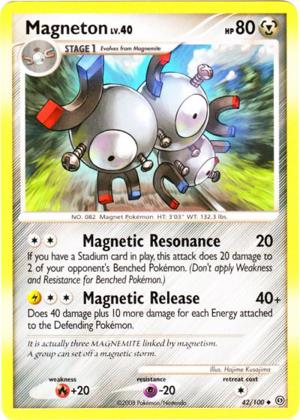 Magneton LV.40 HP 80
STAGE 1 Evolves from Magnemite
NO. 082 Magnet Pokémon HT: 3'03" WT: 132.3 lbs.
Magnetic Resonance 20
If you have a Stadium card in play, this attack does 20 damage to
2 of your opponent's Benched Pokémon. (Don't apply Weakness
and Resistance for Benched Pokémon.)
Magnetic Release 40+
Does 40 damage plus 10 more damage for each Energy attached
to the Defending Pokémon.
It is actually three MAGNEMITE linked by magnetism.
A group can set off a magnetic storm.
Illus. Hajime Kusajima
weakness resistance retreat cost
+20 -20
©2008 Pokémon/Nintendo 42/100